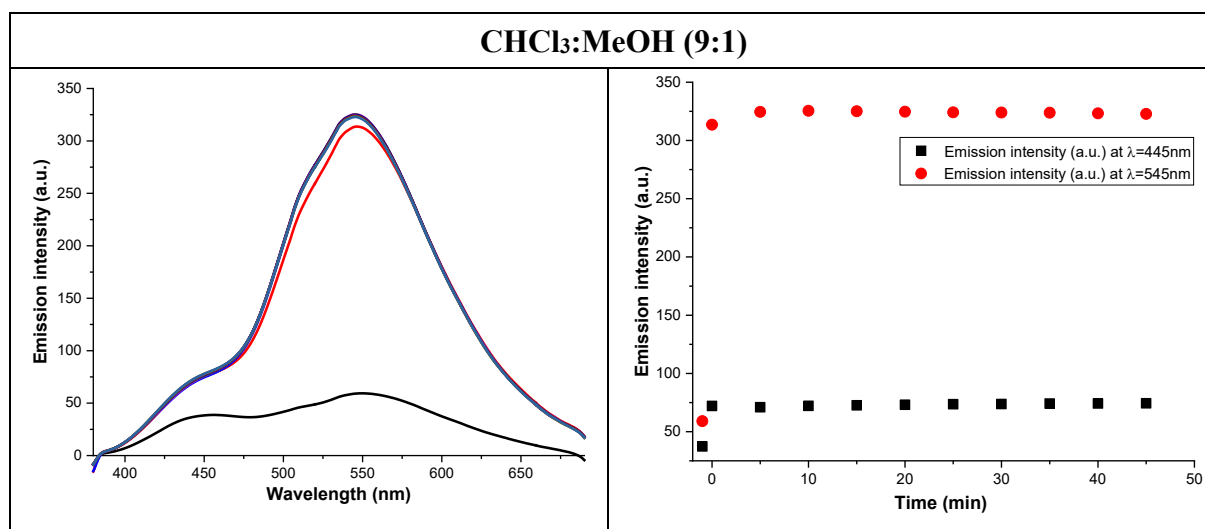 CHCl₃:MeOH (9:1)
350
300
250
200
150
100
50
0
400 450 500 550 600 650
Emission intensity (a.u.)
Wavelength (nm)
350
300
250
200
150
100
50
0 10 20 30 40 50
Emission intensity (a.u.)
Time (min)
Emission intensity (a.u.) at λ=445nm
Emission intensity (a.u.) at λ=545nm